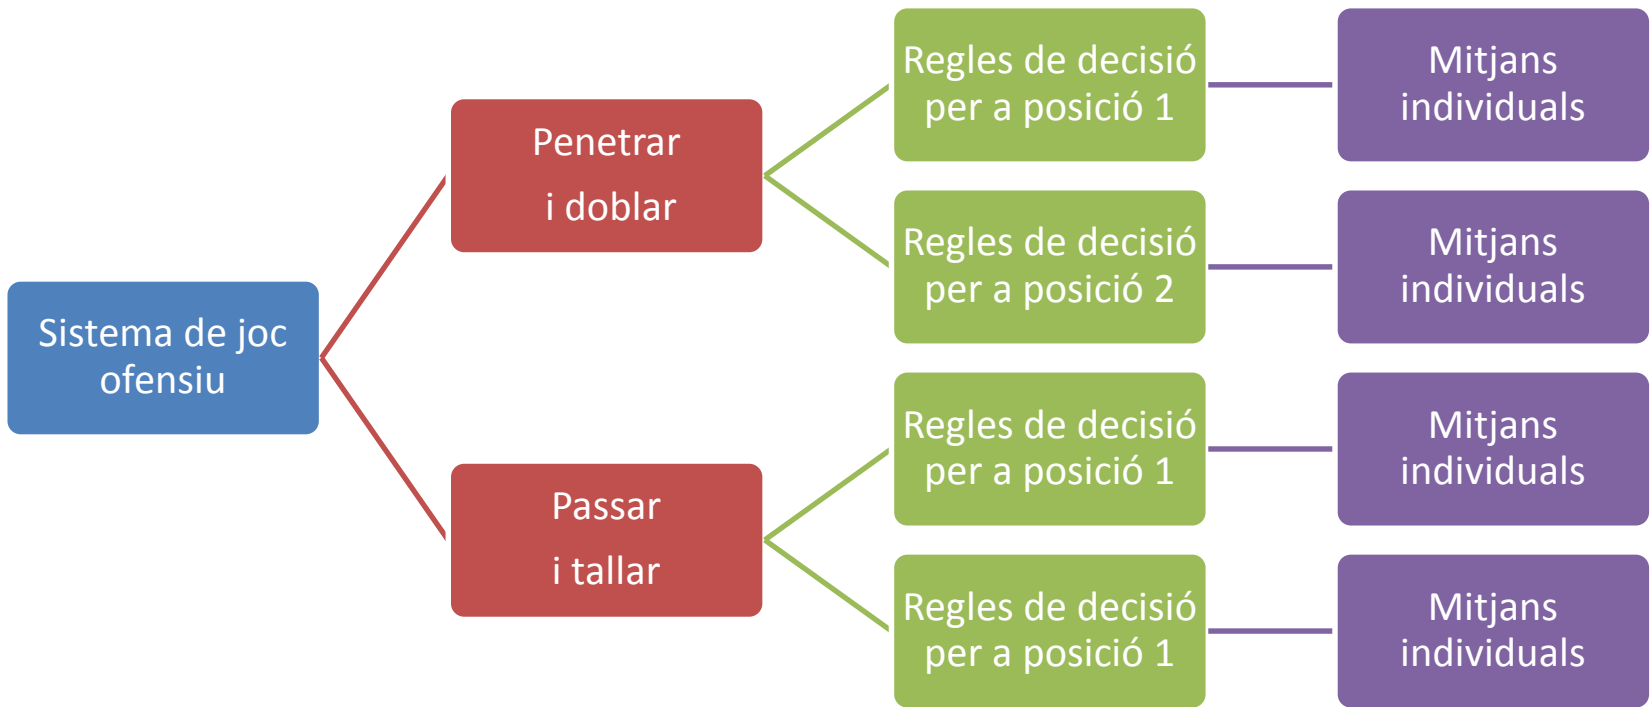 Sistema de joc
ofensiu
Penetrar
i doblar
Regles de decisió
per a posició 1
Mitjans
individuals
Regles de decisió
per a posició 2
Mitjans
individuals
Passar
i tallar
Regles de decisió
per a posició 1
Mitjans
individuals
Regles de decisió
per a posició 1
Mitjans
individuals